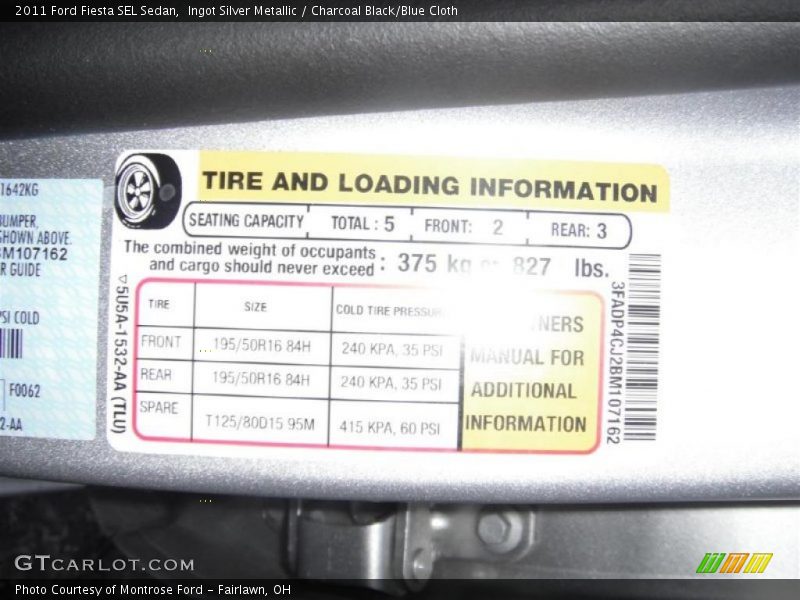 2011 Ford Fiesta SEL Sedan,  Ingot Silver Metallic / Charcoal Black/Blue Cloth
1642KG
BUMPER,
SHOWN ABOVE.
BM107162
R GUIDE
PSI COLD
F0062
2-AA
TIRE AND LOADING INFORMATION
SEATING CAPACITY TOTAL : 5 FRONT: 2 REAR: 3
The combined weight of occupants
and cargo should never exceed : 375 kg or 827 lbs.
TIRE SIZE COLD TIRE PRESSURE
FRONT 195/50R16 84H 240 KPA, 35 PSI
REAR 195/50R16 84H 240 KPA, 35 PSI
SPARE T125/80D15 95M 415 KPA, 60 PSI
NERS
MANUAL FOR
ADDITIONAL
INFORMATION
▽5U5A-1532-AA (TLU)
3FADP4CJ2BM107162
GTCARLOT.COM
Photo Courtesy of Montrose Ford - Fairlawn, OH